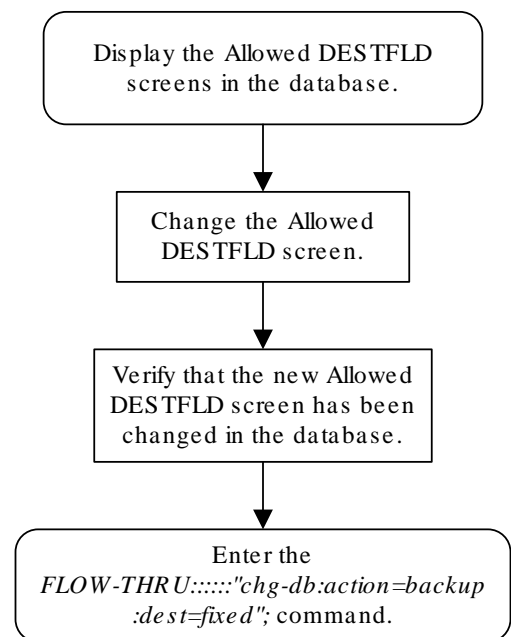 Display the Allowed DESTFLD
screens in the database.
Change the Allowed
DESTFLD screen.
Verify that the new Allowed
DESTFLD screen has been
changed in the database.
Enter the
FLOW-THRU::::::"chg-db:action=backup
:dest=fixed"; command.